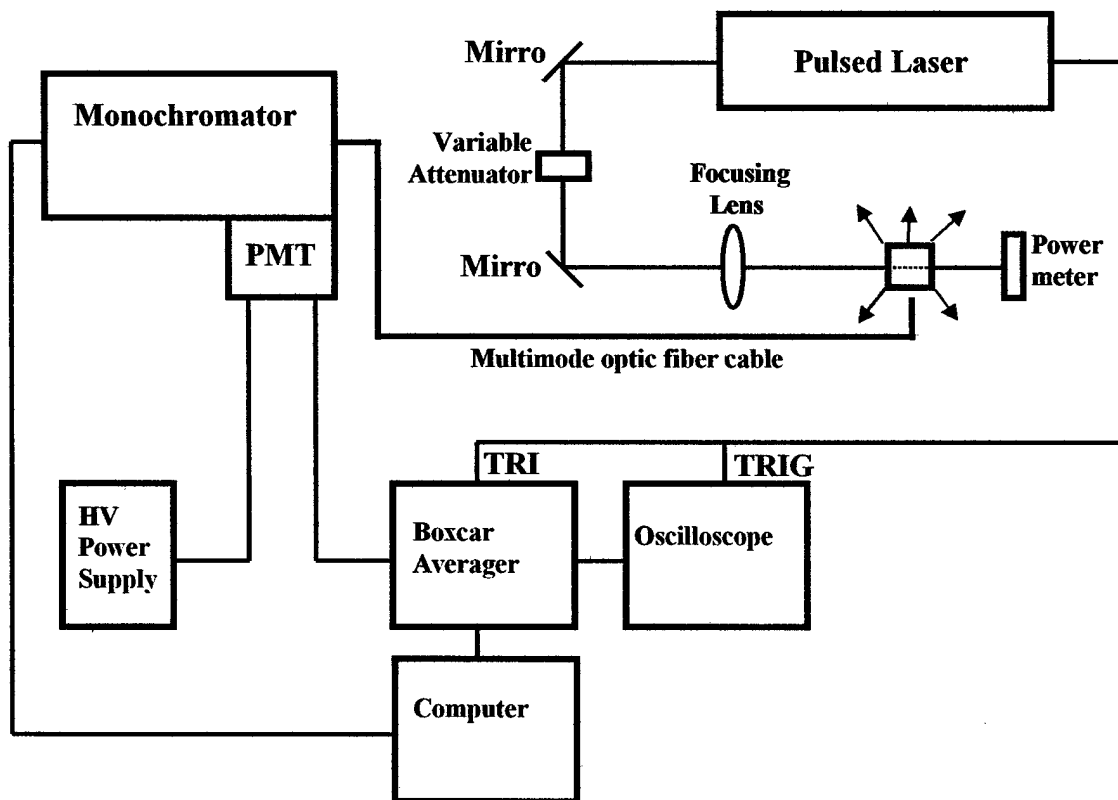 Mirro
Pulsed Laser
Monochromator
Variable
Attenuator
Focusing
Lens
PMT
Mirro
Power
meter
Multimode optic fiber cable
TRI
TRIG
HV
Power
Supply
Boxcar
Averager
Oscilloscope
Computer